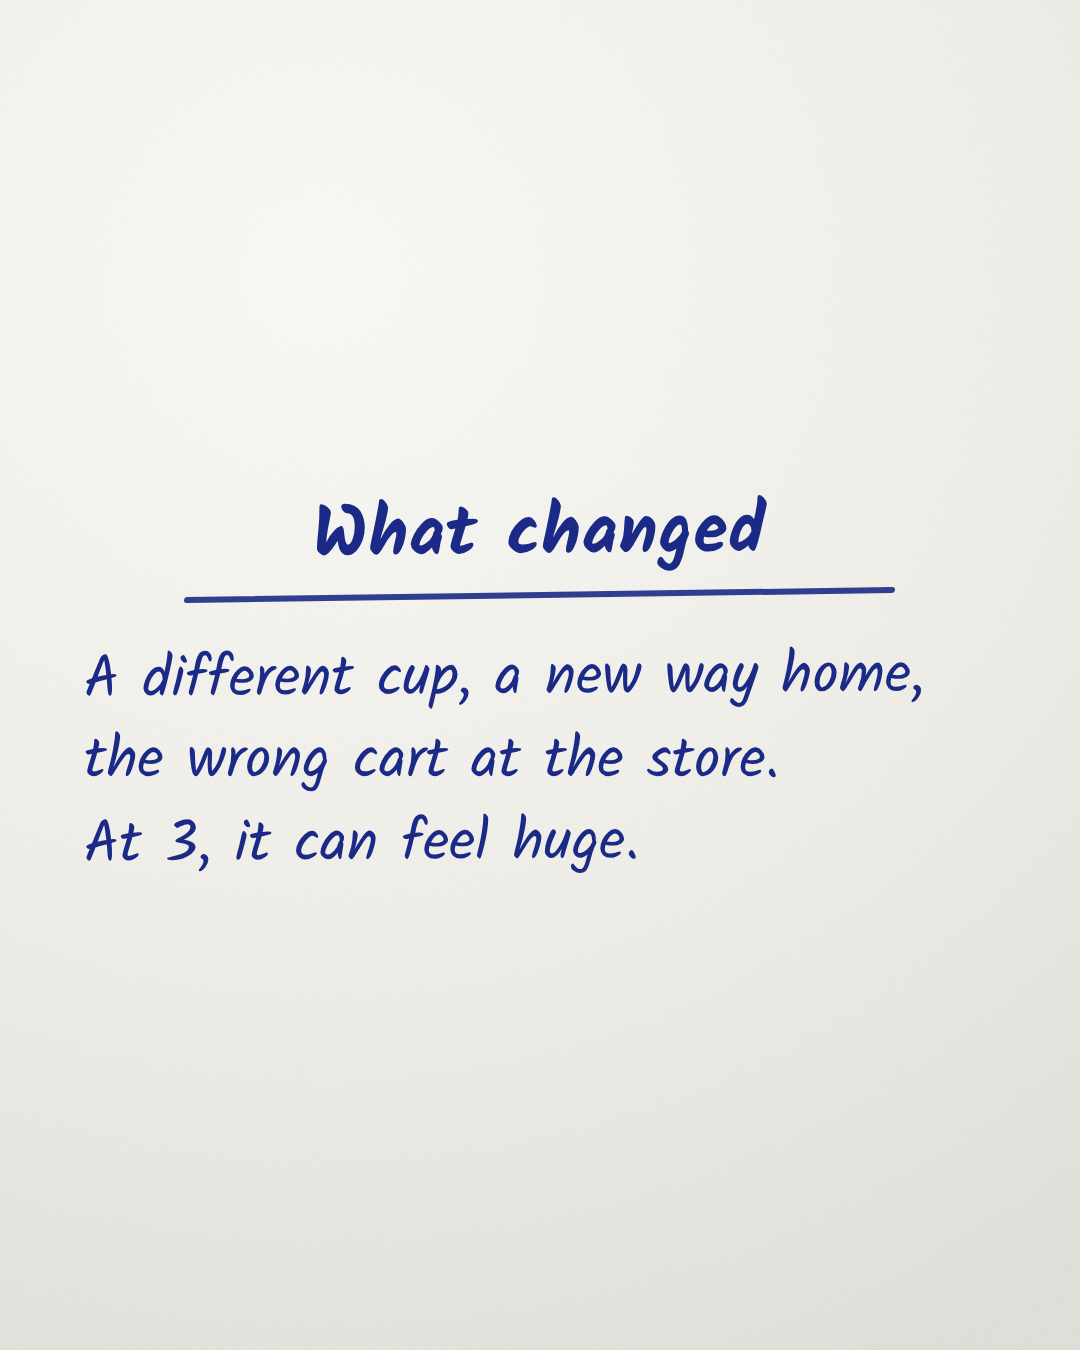 What changed
A different cup, a new way home,
the wrong cart at the store.
At 3, it can feel huge.